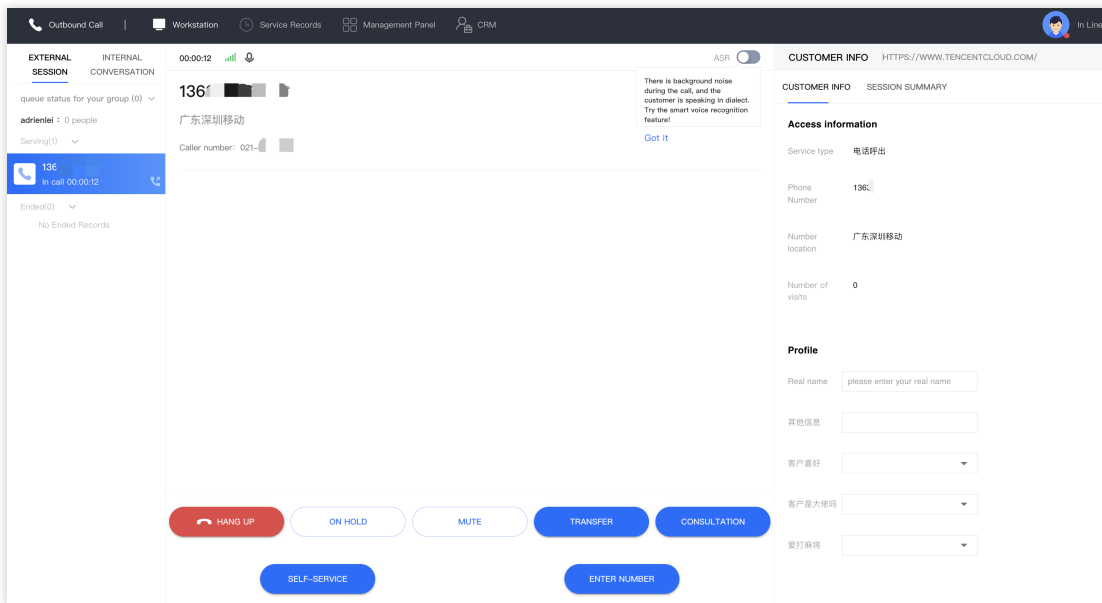 Outbound Call
Workstation
Service Records
Management Panel
CRM
In Line
EXTERNAL SESSION
INTERNAL CONVERSATION
queue status for your group (0)
adrienlei : 0 people
Serving(1)
136
In call 00:00:12
Ended(0)
No Ended Records
00:00:12
ASR
There is background noise
during the call, and the
customer is speaking in dialect.
Try the smart voice recognition
feature!
Got it
136
广东深圳移动
Caller number: 021-
HANG UP
ON HOLD
MUTE
TRANSFER
CONSULTATION
SELF-SERVICE
ENTER NUMBER
CUSTOMER INFO
HTTPS://WWW.TENCENTCLOUD.COM/
CUSTOMER INFO
SESSION SUMMARY
Access information
Service type
电话呼出
Phone
Number
136
Number
location
广东深圳移动
Number of
visits
0
Profile
Real name
please enter your real name
其他信息
客户喜好
客户是大佬吗
爱打麻将